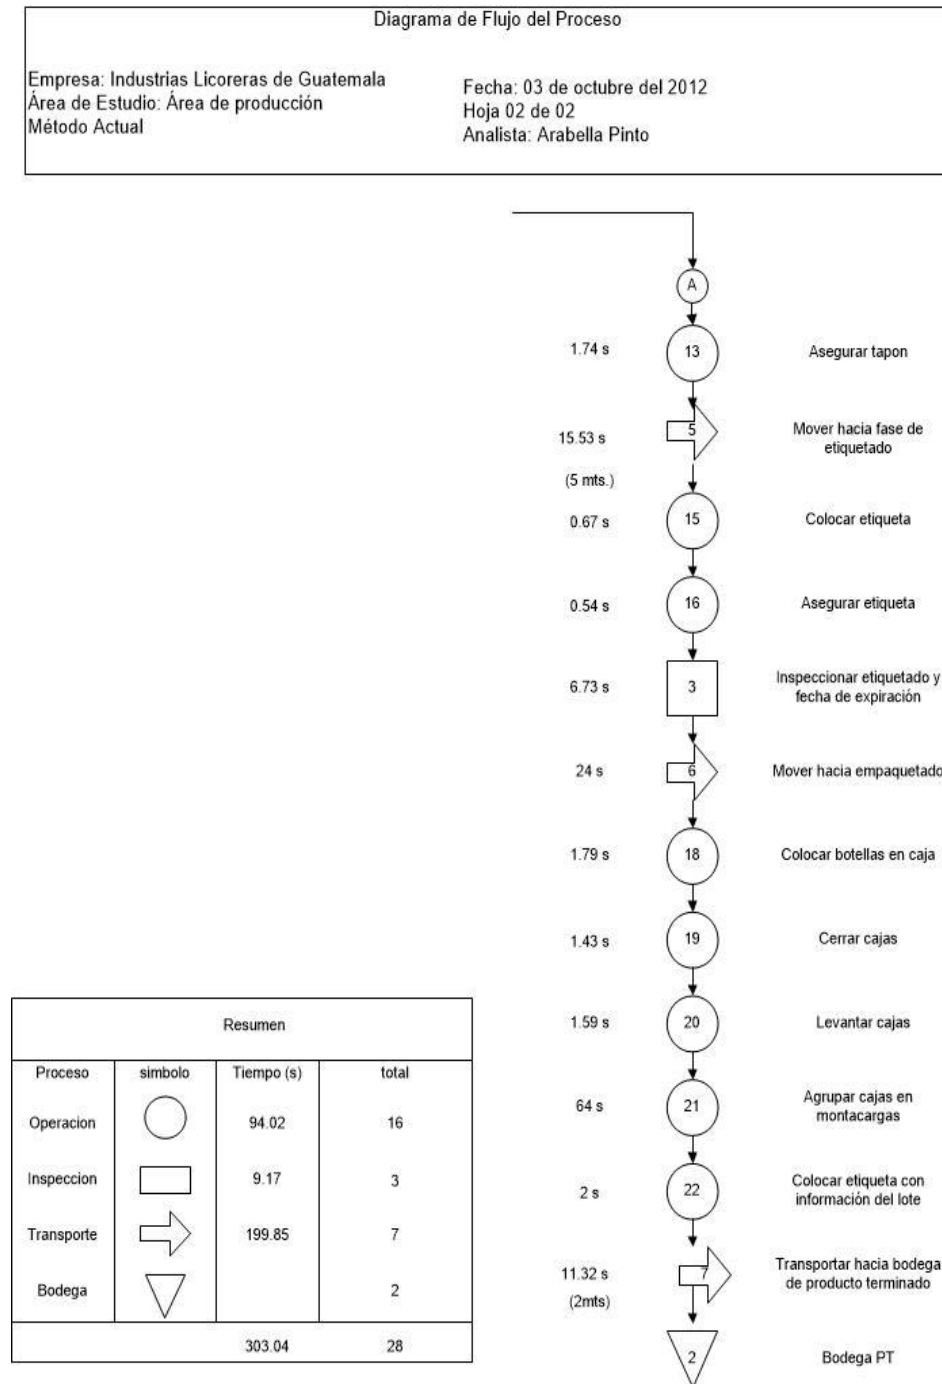 Diagrama de Flujo del Proceso
Empresa: Industrias Licoreras de Guatemala
Área de Estudio: Área de producción
Método Actual
Fecha: 03 de octubre del 2012
Hoja 02 de 02
Analista: Arabella Pinto
A
1.74 s 13 Asegurar tapon
15.53 s 5 Mover hacia fase de
etiquetado
(5 mts.)
0.67 s 15 Colocar etiqueta
0.54 s 16 Asegurar etiqueta
6.73 s 3 Inspeccionar etiquetado y
fecha de expiración
24 s 6 Mover hacia empaquetado
1.79 s 18 Colocar botellas en caja
1.43 s 19 Cerrar cajas
1.59 s 20 Levantar cajas
64 s 21 Agrupar cajas en
montacargas
2 s 22 Colocar etiqueta con
información del lote
11.32 s 7 Transportar hacia bodega
(2mts) de producto terminado
2 Bodega PT
Resumen
Proceso simbolo Tiempo (s) total
Operacion 94.02 16
Inspeccion 9.17 3
Transporte 199.85 7
Bodega 2
303.04 28